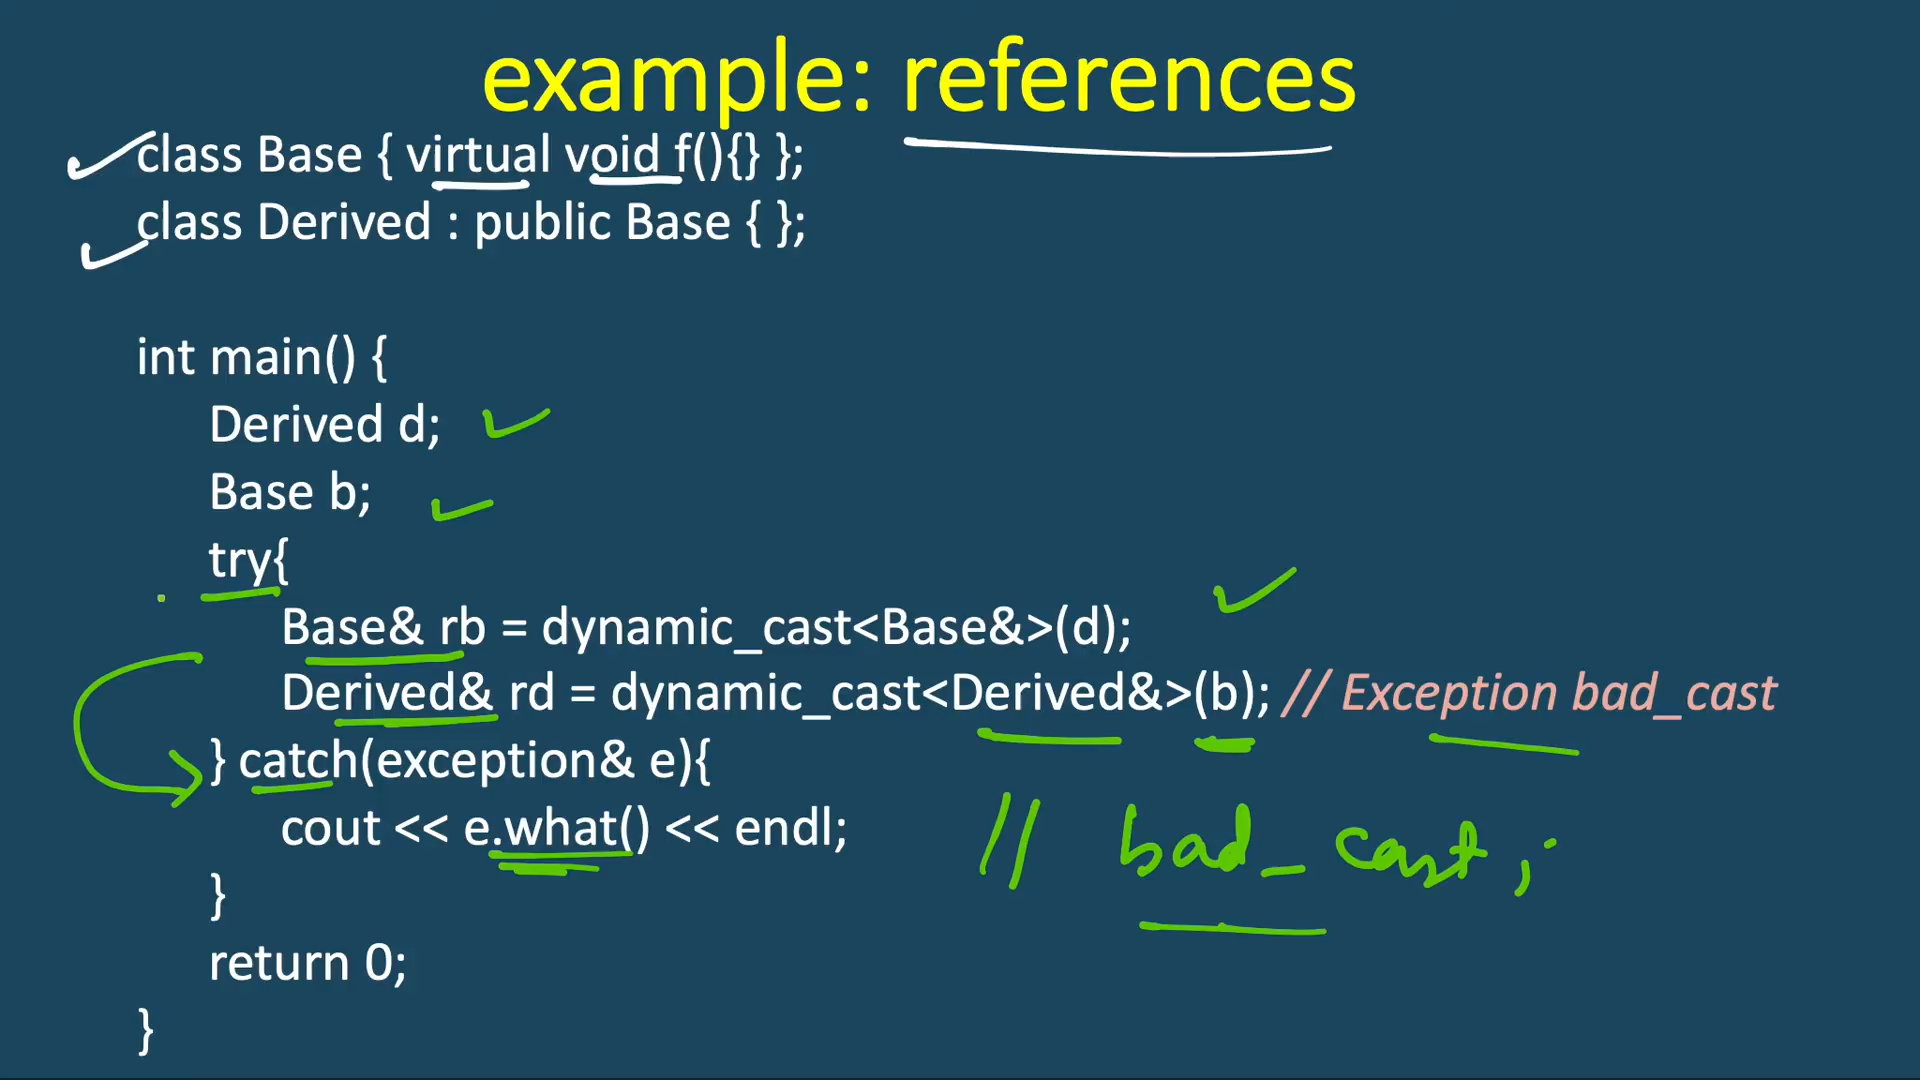 example: references
class Base { virtual void f(){} };
class Derived : public Base { };
int main() {
Derived d;
Base b;
try{
Base& rb = dynamic_cast<Base&>(d);
Derived& rd = dynamic_cast<Derived&>(b); // Exception bad_cast
} catch(exception& e){
cout << e.what() << endl;
// bad_cast ;
}
return 0;
}